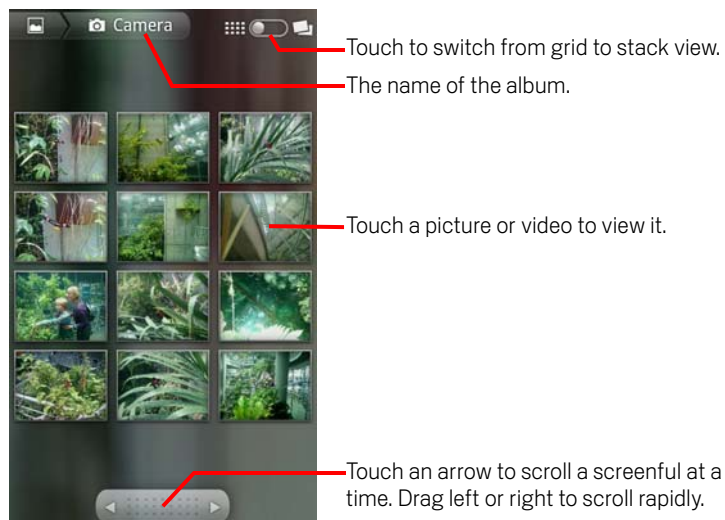 Camera
Touch to switch from grid to stack view.
The name of the album.
Touch a picture or video to view it.
Touch an arrow to scroll a screenful at a
time. Drag left or right to scroll rapidly.